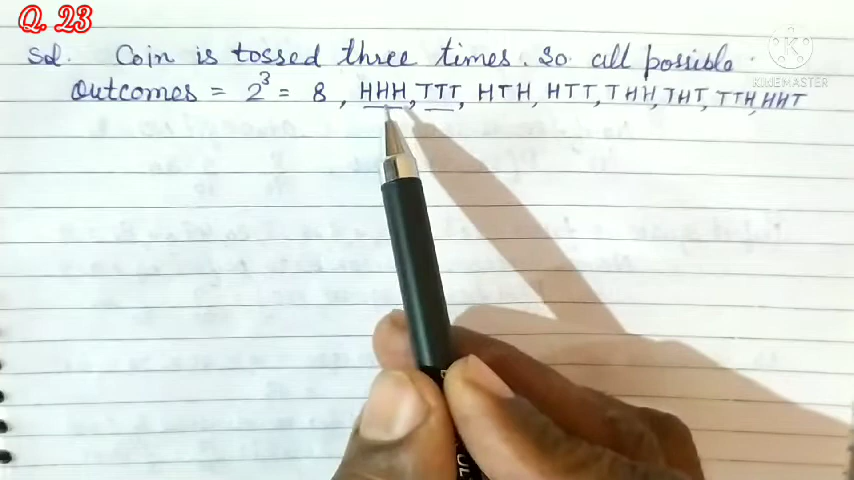 Q. 23
Sol. Coin is tossed three times. So all possible
Outcomes = 2³ = 8, HHH, TTT, HTH, HTT, THH, THT, TTH, HHT
KINEMASTER